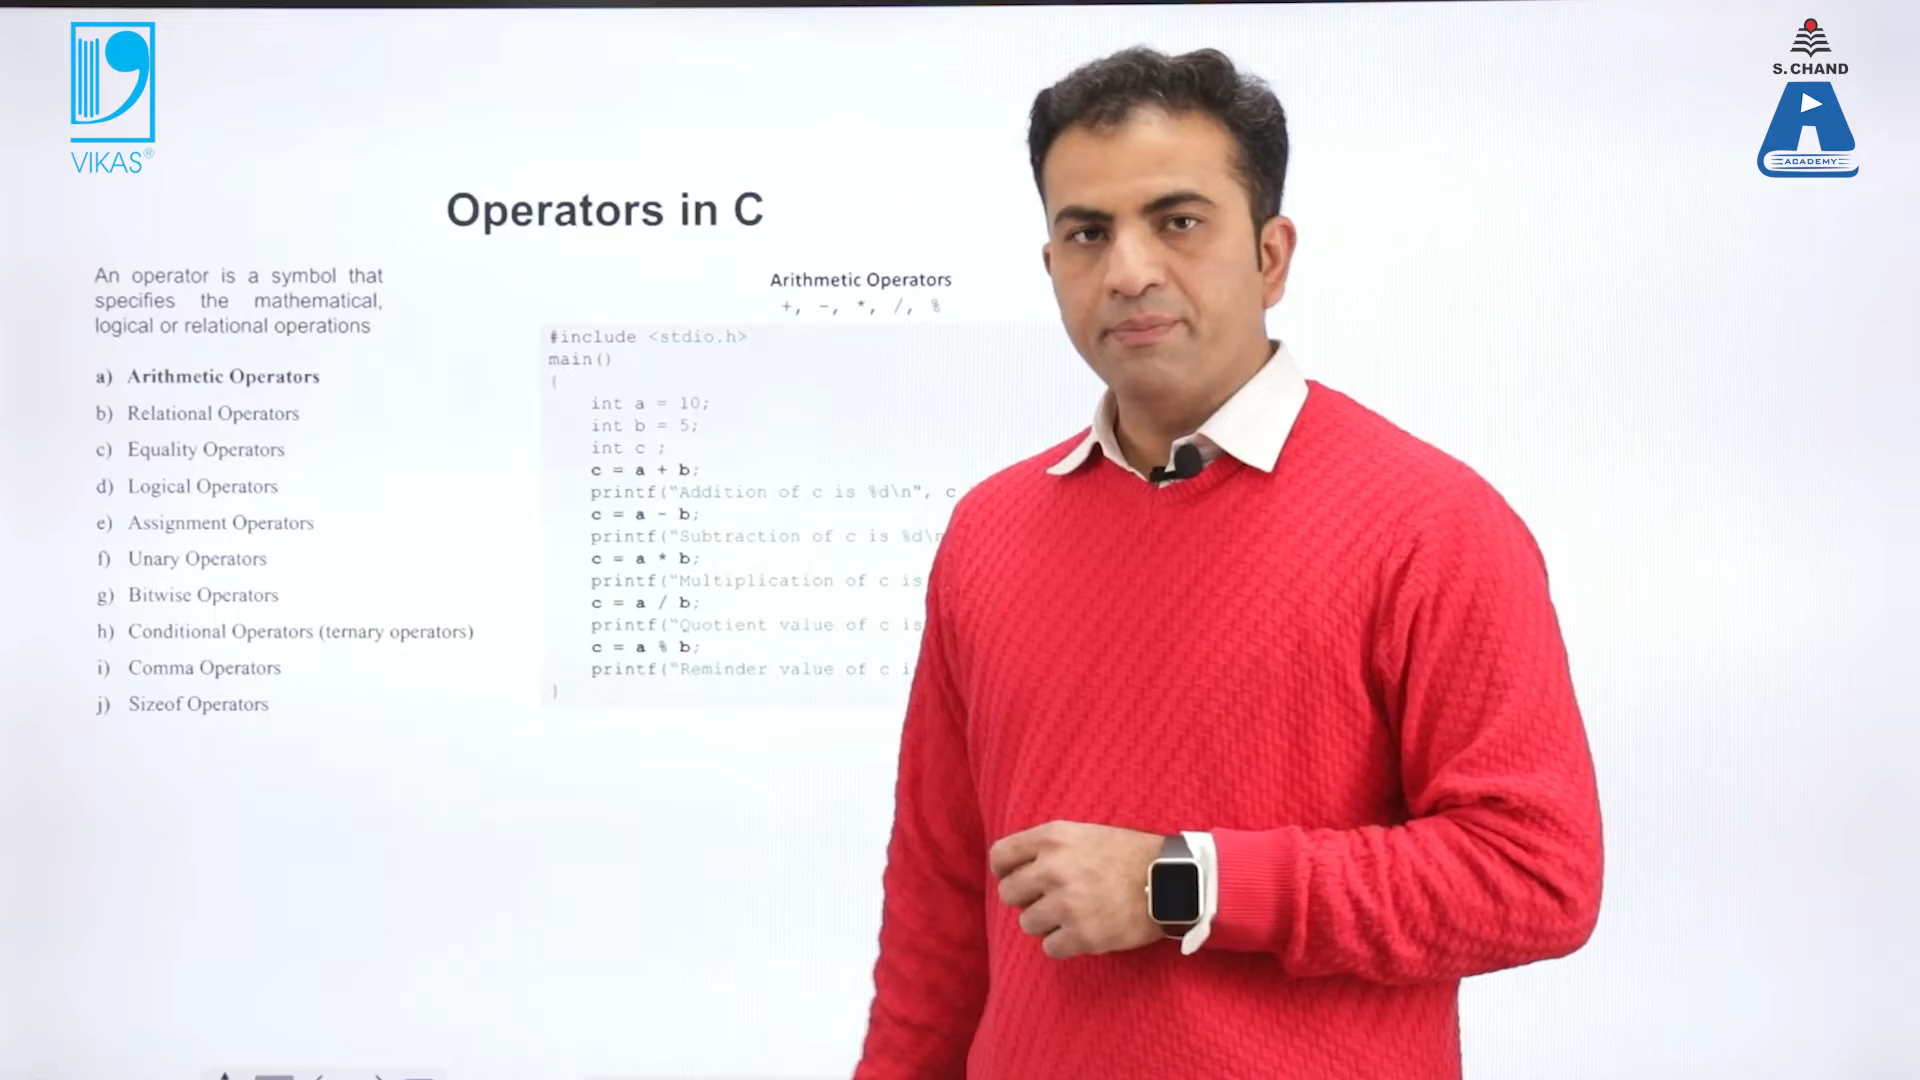 VIKAS®
S. CHAND
ACADEMY
Operators in C
An operator is a symbol that
specifies the mathematical,
logical or relational operations
a) Arithmetic Operators
b) Relational Operators
c) Equality Operators
d) Logical Operators
e) Assignment Operators
f) Unary Operators
g) Bitwise Operators
h) Conditional Operators (ternary operators)
i) Comma Operators
j) Sizeof Operators
Arithmetic Operators
+, -, *, /, %
#include <stdio.h>
main()
{
int a = 10;
int b = 5;
int c ;
c = a + b;
printf("Addition of c is %d\n", c
c = a - b;
printf("Subtraction of c is %d\n
c = a * b;
printf("Multiplication of c is
c = a / b;
printf("Quotient value of c is
c = a % b;
printf("Reminder value of c i
}